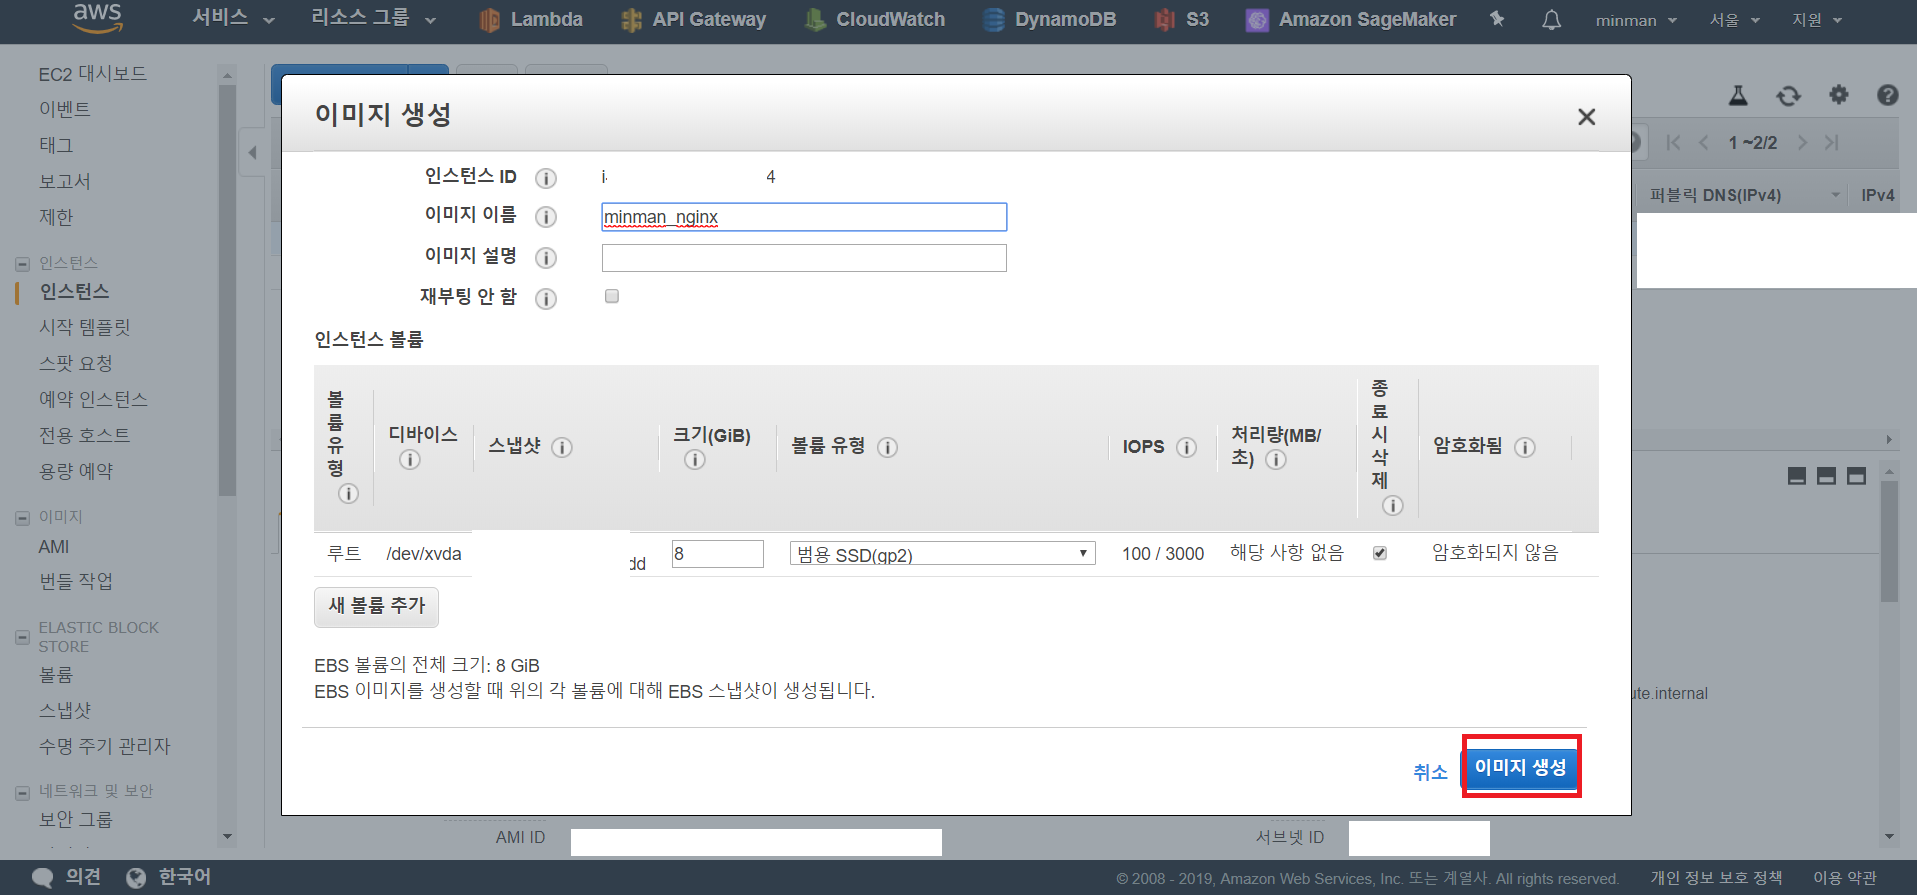 aws
서비스
리소스 그룹
Lambda
API Gateway
CloudWatch
DynamoDB
S3
Amazon SageMaker
minman
서울
지원
EC2 대시보드
이벤트
태그
보고서
제한
인스턴스
인스턴스
시작 템플릿
스팟 요청
예약 인스턴스
전용 호스트
용량 예약
이미지
AMI
번들 작업
ELASTIC BLOCK
STORE
볼륨
스냅샷
수명 주기 관리자
네트워크 및 보안
보안 그룹
1 ~2/2
퍼블릭 DNS(IPv4)
IPv4
이미지 생성
인스턴스 ID
i-
4
이미지 이름
minman_nginx
이미지 설명
재부팅 안 함
인스턴스 볼륨
볼륨 유형
디바이스
스냅샷
크기(GiB)
볼륨 유형
IOPS
처리량(MB/
초)
종료 시 삭제
암호화됨
루트
/dev/xvda
dd
8
범용 SSD(gp2)
100 / 3000
해당 사항 없음
암호화되지 않음
새 볼륨 추가
EBS 볼륨의 전체 크기: 8 GiB
EBS 이미지를 생성할 때 위의 각 볼륨에 대해 EBS 스냅샷이 생성됩니다.
취소
이미지 생성
ute.internal
AMI ID
서브넷 ID
의견
한국어
© 2008 - 2019, Amazon Web Services, Inc. 또는 계열사. All rights reserved.
개인 정보 보호 정책
이용 약관